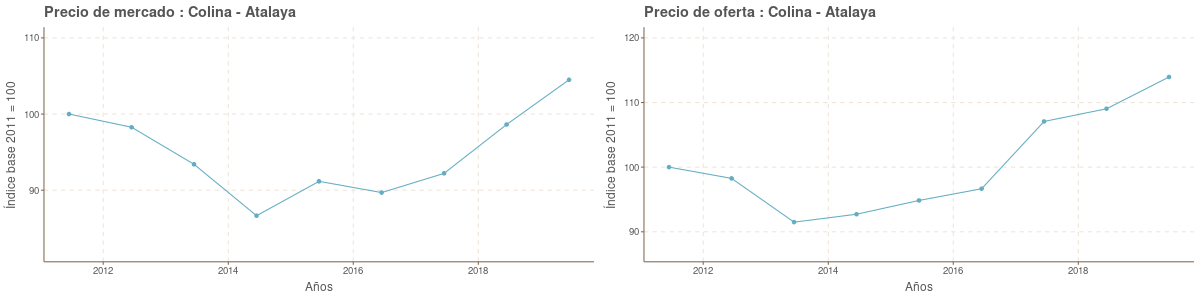 Precio de mercado : Colina - Atalaya
Índice base 2011 = 100
110
100
90
2012 2014 2016 2018
Años
Precio de oferta : Colina - Atalaya
Índice base 2011 = 100
120
110
100
90
2012 2014 2016 2018
Años